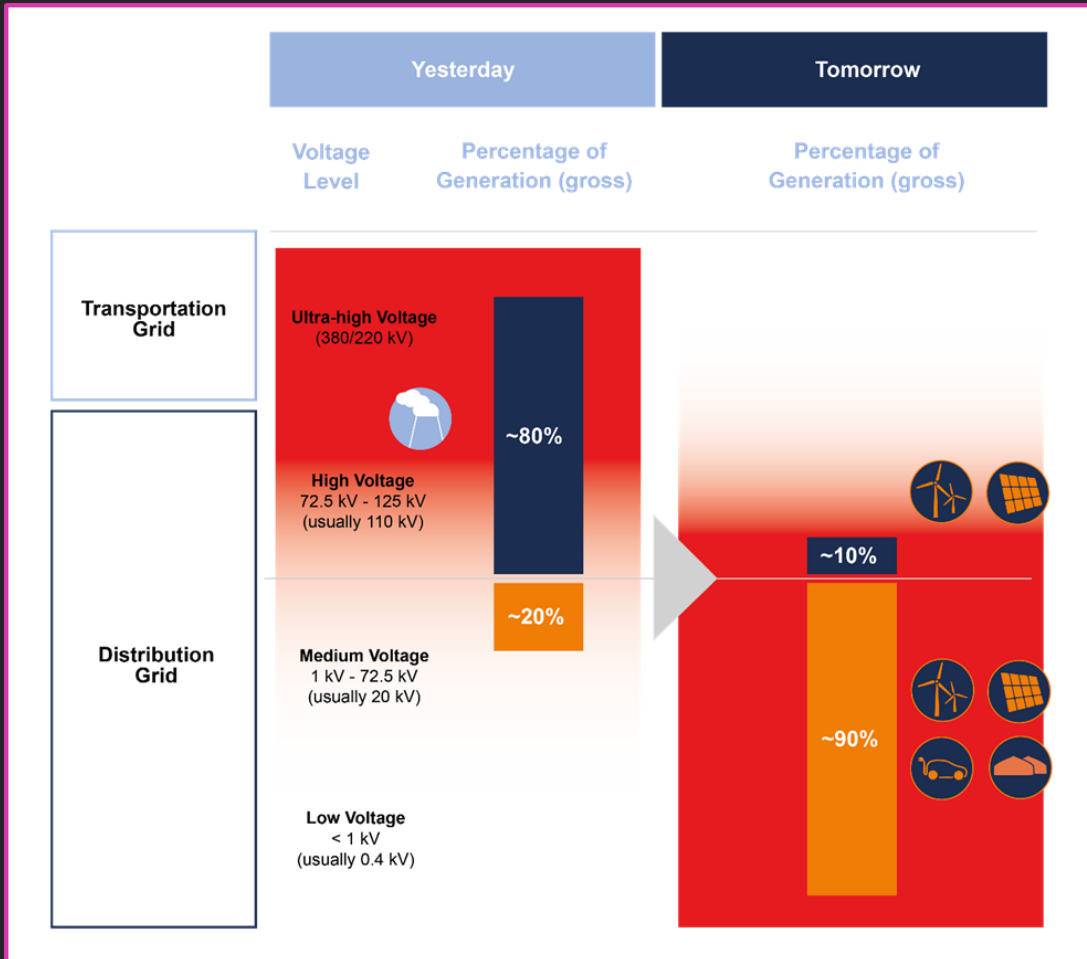 Yesterday
Tomorrow
Voltage
Level
Percentage of
Generation (gross)
Percentage of
Generation (gross)
Transportation
Grid
Ultra-high Voltage
(380/220 kV)
~80%
High Voltage
72.5 kV - 125 kV
(usually 110 kV)
~10%
~20%
Distribution
Grid
Medium Voltage
1 kV - 72.5 kV
(usually 20 kV)
~90%
Low Voltage
< 1 kV
(usually 0.4 kV)